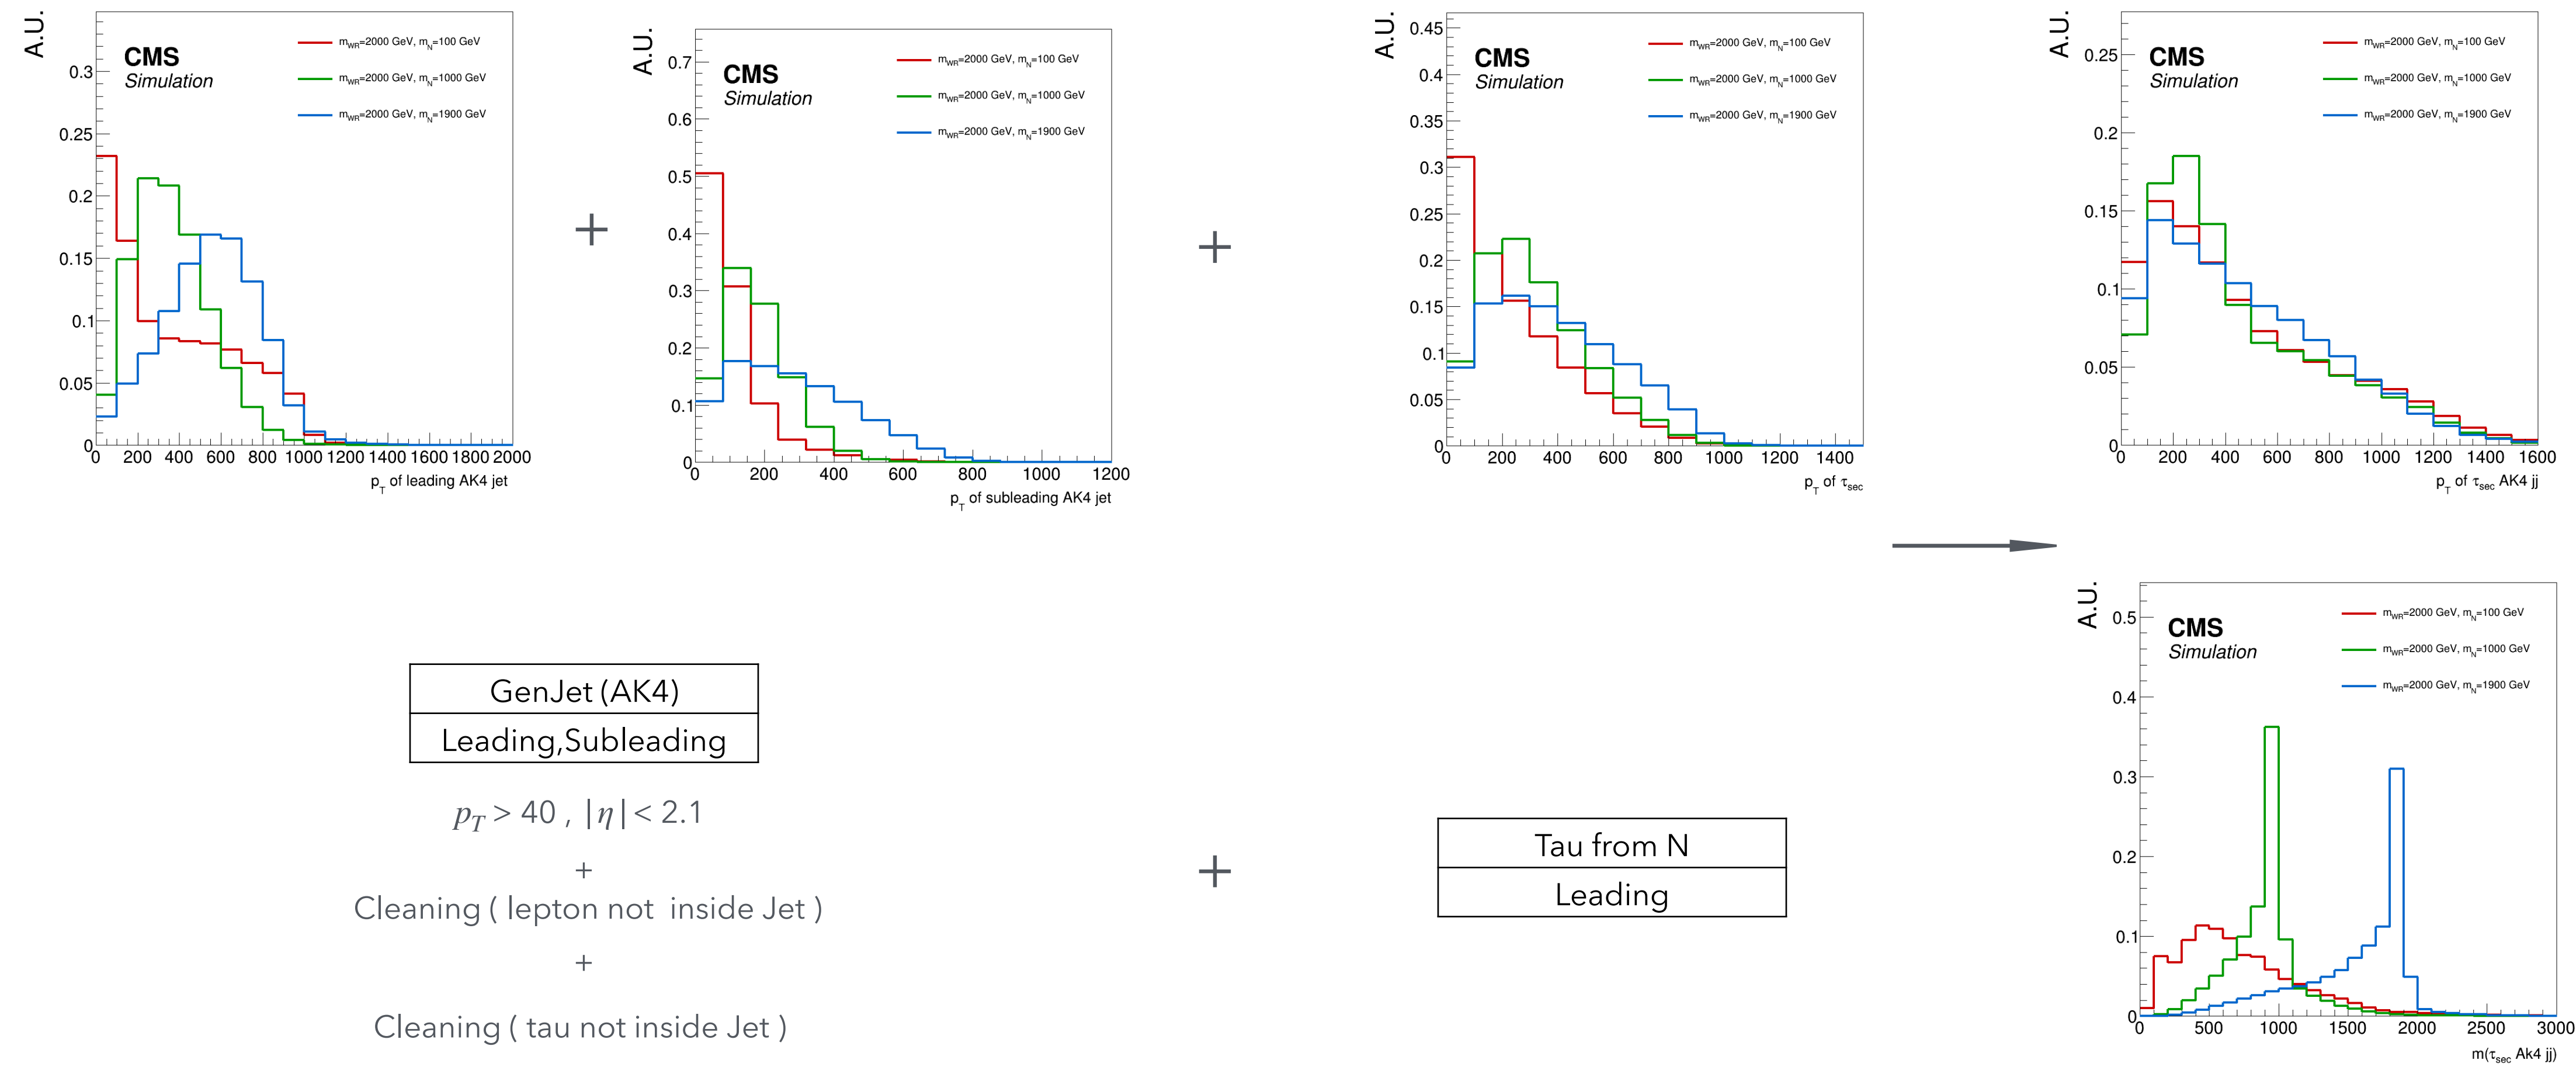 A.U.
CMS
Simulation
m_WR=2000 GeV, m_N=100 GeV
m_WR=2000 GeV, m_N=1000 GeV
m_WR=2000 GeV, m_N=1900 GeV
0.3
0.25
0.2
0.15
0.1
0.05
0
0 200 400 600 800 1000 1200 1400 1600 1800 2000
p_T of leading AK4 jet
+
A.U.
CMS
Simulation
m_WR=2000 GeV, m_N=100 GeV
m_WR=2000 GeV, m_N=1000 GeV
m_WR=2000 GeV, m_N=1900 GeV
0.7
0.6
0.5
0.4
0.3
0.2
0.1
0
0 200 400 600 800 1000 1200
p_T of subleading AK4 jet
+
A.U.
CMS
Simulation
m_WR=2000 GeV, m_N=100 GeV
m_WR=2000 GeV, m_N=1000 GeV
m_WR=2000 GeV, m_N=1900 GeV
0.45
0.4
0.35
0.3
0.25
0.2
0.15
0.1
0.05
0
0 200 400 600 800 1000 1200 1400
p_T of τ_sec
A.U.
CMS
Simulation
m_WR=2000 GeV, m_N=100 GeV
m_WR=2000 GeV, m_N=1000 GeV
m_WR=2000 GeV, m_N=1900 GeV
0.25
0.2
0.15
0.1
0.05
0
0 200 400 600 800 1000 1200 1400 1600
p_T of τ_sec AK4 jj
GenJet (AK4)
Leading,Subleading
p_T > 40 , |η| < 2.1
+
Cleaning ( lepton not inside Jet )
+
Cleaning ( tau not inside Jet )
+
Tau from N
Leading
A.U.
CMS
Simulation
m_WR=2000 GeV, m_N=100 GeV
m_WR=2000 GeV, m_N=1000 GeV
m_WR=2000 GeV, m_N=1900 GeV
0.5
0.4
0.3
0.2
0.1
0
0 500 1000 1500 2000 2500 3000
m(τ_sec Ak4 jj)